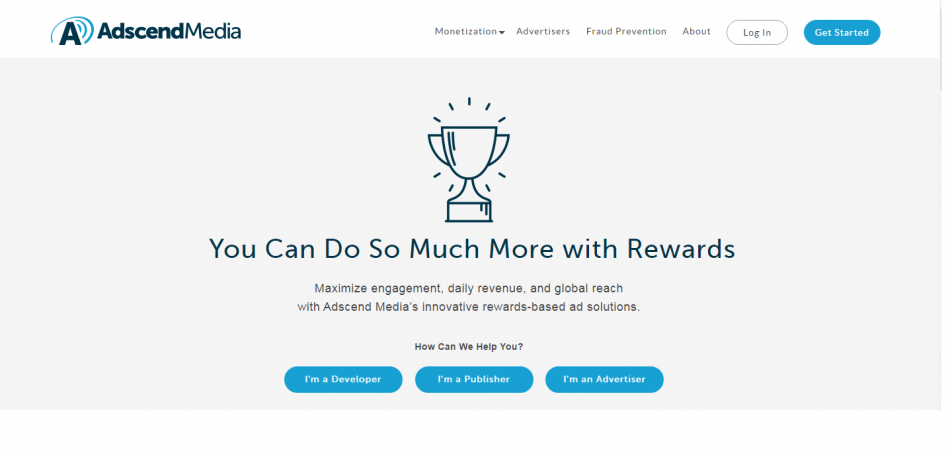 AdscendMedia
Monetization Advertisers Fraud Prevention About Log In Get Started
You Can Do So Much More with Rewards
Maximize engagement, daily revenue, and global reach
with Adscend Media's innovative rewards-based ad solutions.
How Can We Help You?
I'm a Developer I'm a Publisher I'm an Advertiser